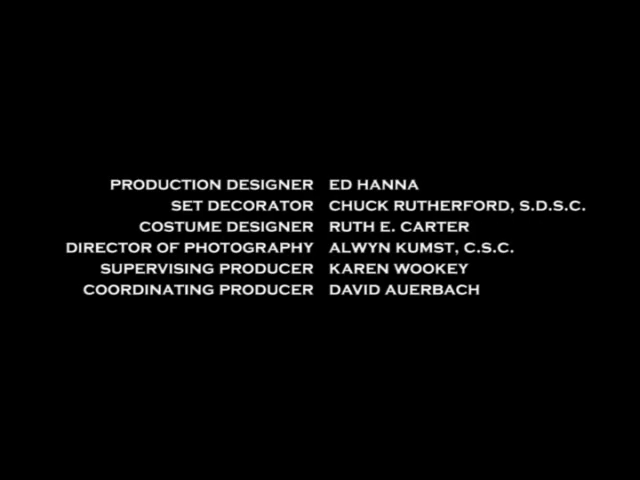 PRODUCTION DESIGNER ED HANNA
SET DECORATOR CHUCK RUTHERFORD, S.D.S.C.
COSTUME DESIGNER RUTH E. CARTER
DIRECTOR OF PHOTOGRAPHY ALWYN KUMST, C.S.C.
SUPERVISING PRODUCER KAREN WOOKEY
COORDINATING PRODUCER DAVID AUERBACH